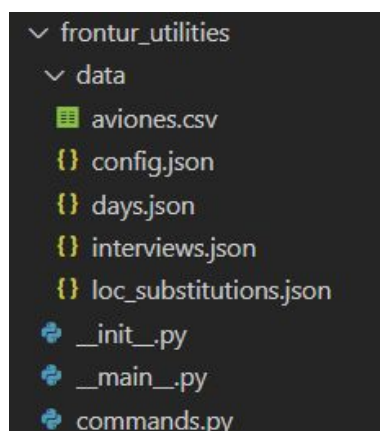 frontur_utilities
data
aviones.csv
config.json
days.json
interviews.json
loc_substitutions.json
__init__.py
__main__.py
commands.py